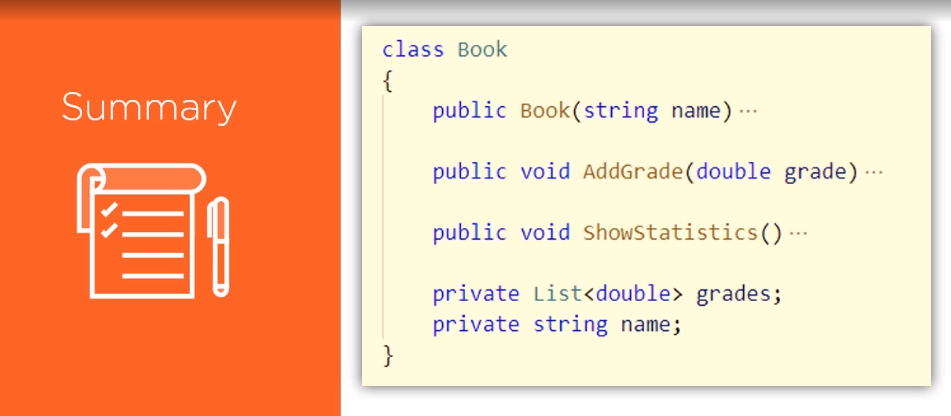 Summary
class Book
{
public Book(string name)···
public void AddGrade(double grade)···
public void ShowStatistics()···
private List<double> grades;
private string name;
}